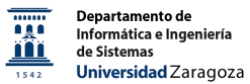 Departamento de
Informática e Ingeniería
de Sistemas
Universidad Zaragoza
1542